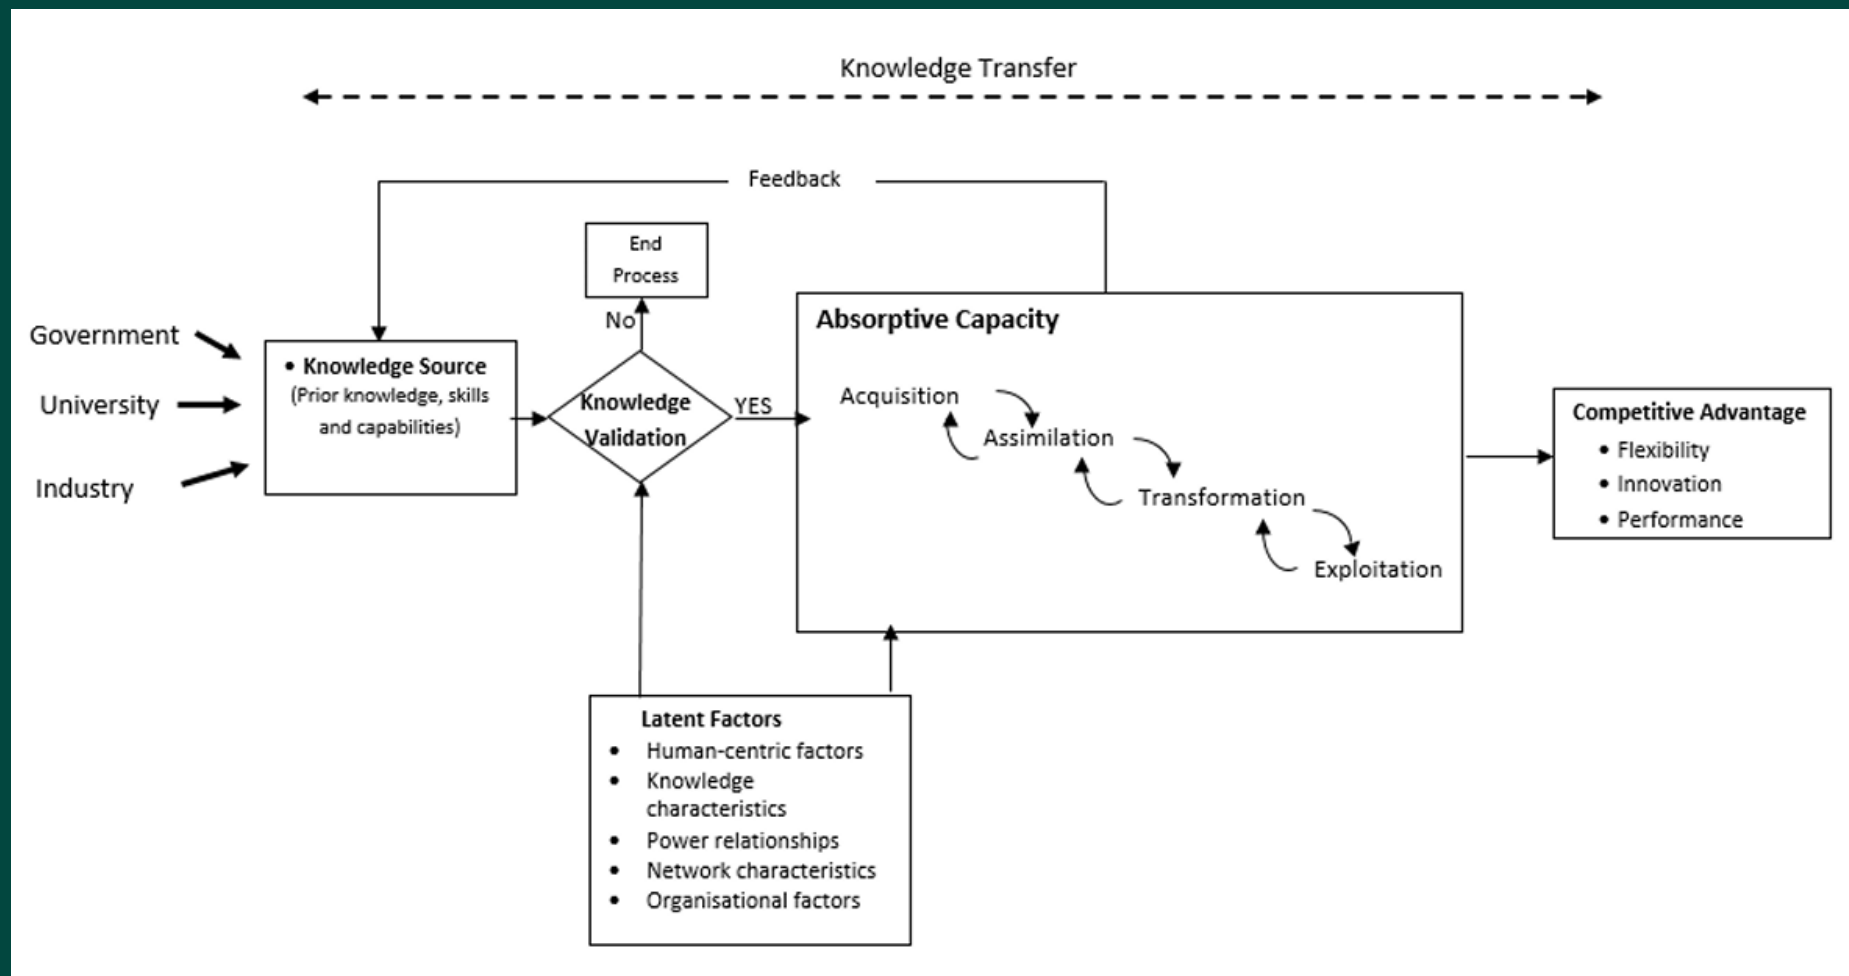 Knowledge Transfer
Feedback
End
Process
No
Government
University
Industry
• Knowledge Source
(Prior knowledge, skills
and capabilities)
Knowledge
Validation
YES
Absorptive Capacity
Acquisition
Assimilation
Transformation
Exploitation
Competitive Advantage
• Flexibility
• Innovation
• Performance
Latent Factors
• Human-centric factors
• Knowledge
characteristics
• Power relationships
• Network characteristics
• Organisational factors